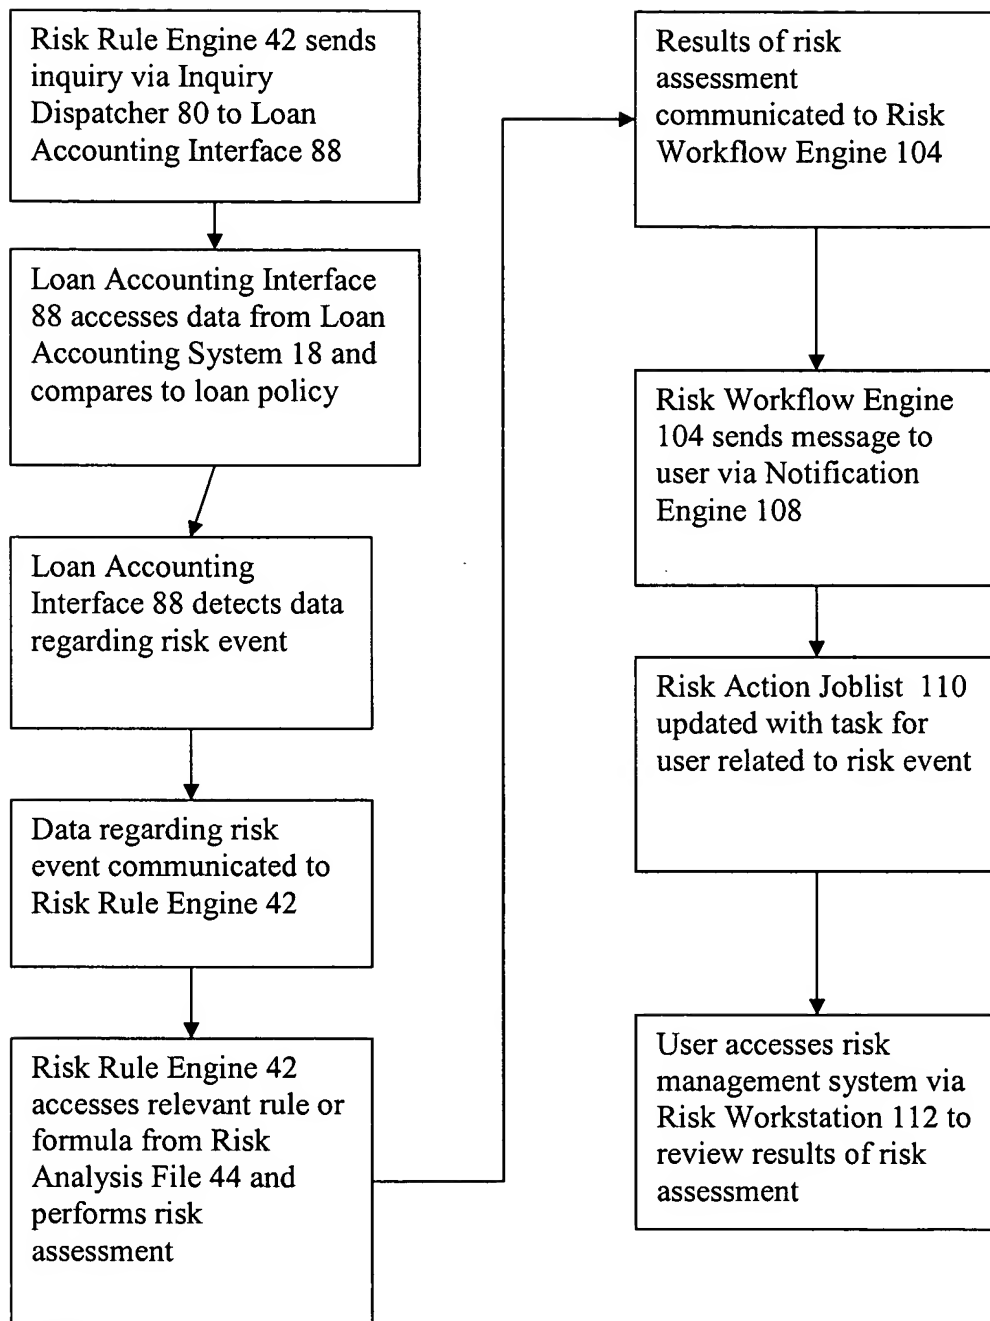 Risk Rule Engine 42 sends
inquiry via Inquiry
Dispatcher 80 to Loan
Accounting Interface 88
Loan Accounting Interface
88 accesses data from Loan
Accounting System 18 and
compares to loan policy
Loan Accounting
Interface 88 detects data
regarding risk event
Data regarding risk
event communicated to
Risk Rule Engine 42
Risk Rule Engine 42
accesses relevant rule or
formula from Risk
Analysis File 44 and
performs risk
assessment
Results of risk
assessment
communicated to Risk
Workflow Engine 104
Risk Workflow Engine
104 sends message to
user via Notification
Engine 108
Risk Action Joblist 110
updated with task for
user related to risk event
User accesses risk
management system via
Risk Workstation 112 to
review results of risk
assessment